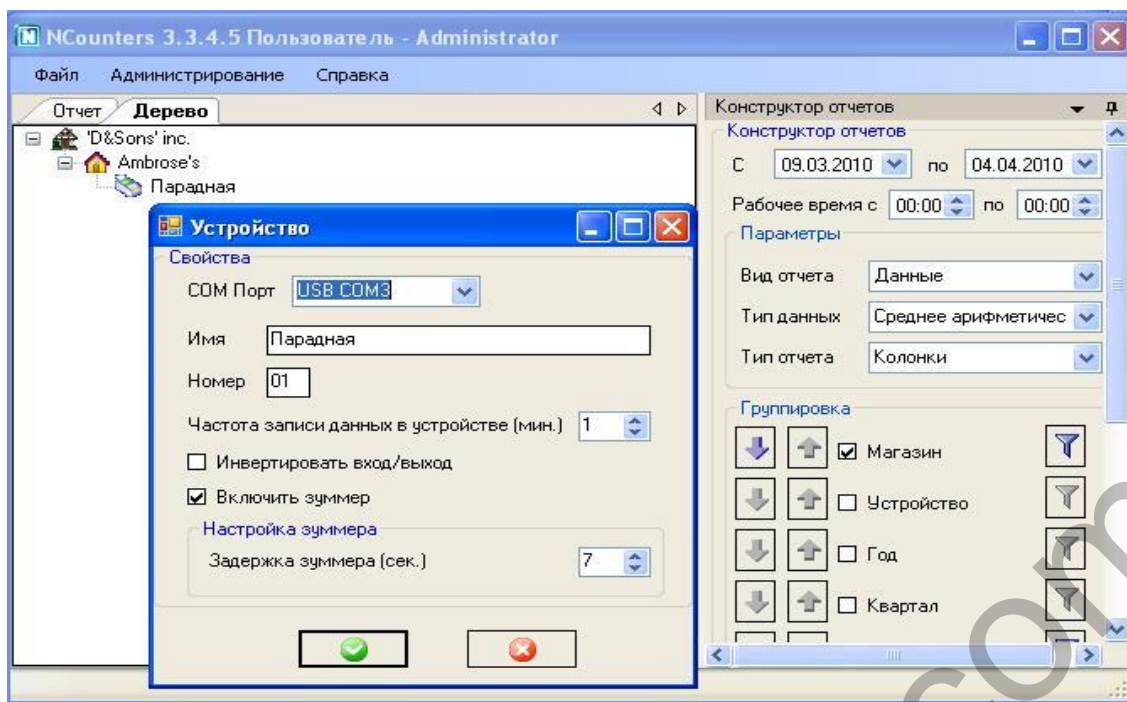 NCounters 3.3.4.5 Пользователь - Administrator
Файл Администрирование Справка
Отчет Дерево
'D&Sons' inc.
Ambrose's
Парадная
Устройство
Свойства
COM Порт USB COM3
Имя Парадная
Номер 01
Частота записи данных в устройстве (мин.) 1
Инвертировать вход/выход
Включить зуммер
Настройка зуммера
Задержка зуммера (сек.) 7
Конструктор отчетов
Конструктор отчетов
С 09.03.2010 по 04.04.2010
Рабочее время с 00:00 по 00:00
Параметры
Вид отчета Данные
Тип данных Среднее арифметичес
Тип отчета Колонки
Группировка
Магазин
Устройство
Год
Квартал
com